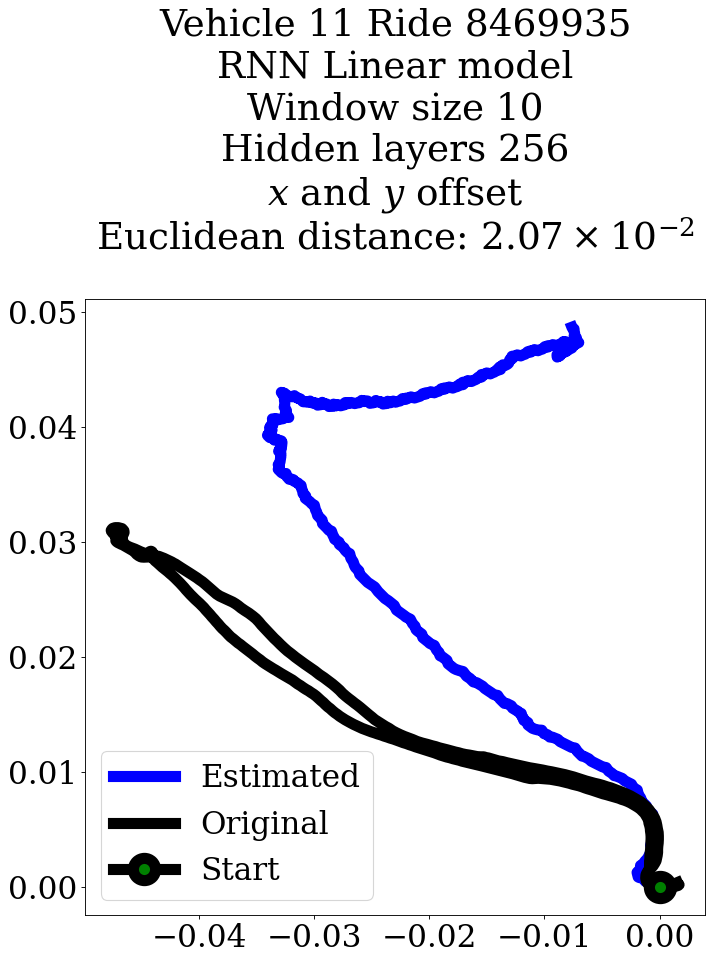 Vehicle 11 Ride 8469935
RNN Linear model
Window size 10
Hidden layers 256
x and y offset
Euclidean distance: 2.07 × 10⁻²
0.05
0.04
0.03
0.02
0.01
0.00
Estimated
Original
Start
−0.04 −0.03 −0.02 −0.01 0.00